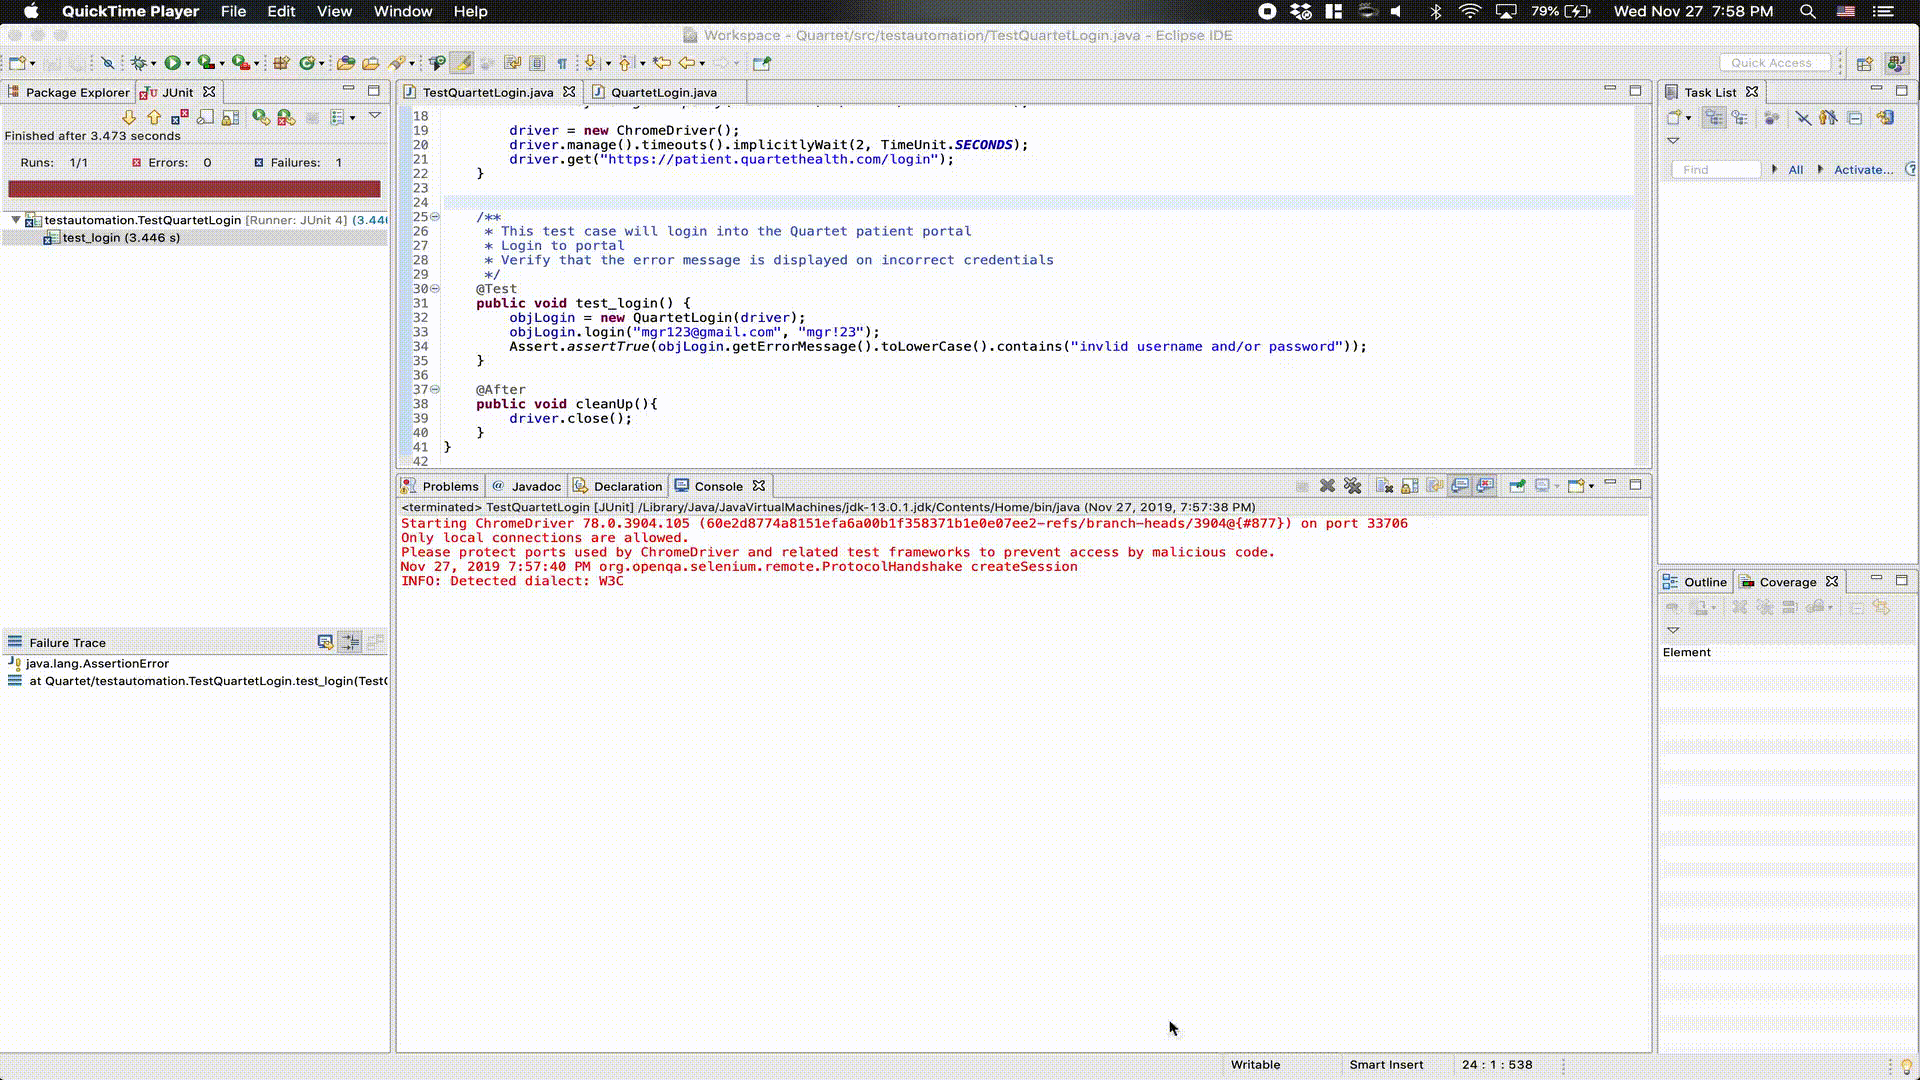 QuickTime Player File Edit View Window Help 79% Wed Nov 27 7:58 PM
Workspace - Quartet/src/testautomation/TestQuartetLogin.java - Eclipse IDE
Quick Access
Package Explorer JUnit
Finished after 3.473 seconds
Runs: 1/1 Errors: 0 Failures: 1
testautomation.TestQuartetLogin [Runner: JUnit 4] (3.446
test_login (3.446 s)
Failure Trace
java.lang.AssertionError
at Quartet/testautomation.TestQuartetLogin.test_login(Test
TestQuartetLogin.java QuartetLogin.java
18
19 driver = new ChromeDriver();
20 driver.manage().timeouts().implicitlyWait(2, TimeUnit.SECONDS);
21 driver.get("https://patient.quartethealth.com/login");
22 }
23
24
25 /**
26 * This test case will login into the Quartet patient portal
27 * Login to portal
28 * Verify that the error message is displayed on incorrect credentials
29 */
30 @Test
31 public void test_login() {
32 objLogin = new QuartetLogin(driver);
33 objLogin.login("mgr123@gmail.com", "mgr!23");
34 Assert.assertTrue(objLogin.getErrorMessage().toLowerCase().contains("invlid username and/or password"));
35 }
36
37 @After
38 public void cleanUp(){
39 driver.close();
40 }
41 }
42
Problems Javadoc Declaration Console
<terminated> TestQuartetLogin [JUnit] /Library/Java/JavaVirtualMachines/jdk-13.0.1.jdk/Contents/Home/bin/java (Nov 27, 2019, 7:57:38 PM)
Starting ChromeDriver 78.0.3904.105 (60e2d8774a8151efa6a00b1f358371b1e0e07ee2-refs/branch-heads/3904@{#877}) on port 33706
Only local connections are allowed.
Please protect ports used by ChromeDriver and related test frameworks to prevent access by malicious code.
Nov 27, 2019 7:57:40 PM org.openqa.selenium.remote.ProtocolHandshake createSession
INFO: Detected dialect: W3C
Task List
Find All Activate...
Outline Coverage
Element
Writable Smart Insert 24 : 1 : 538